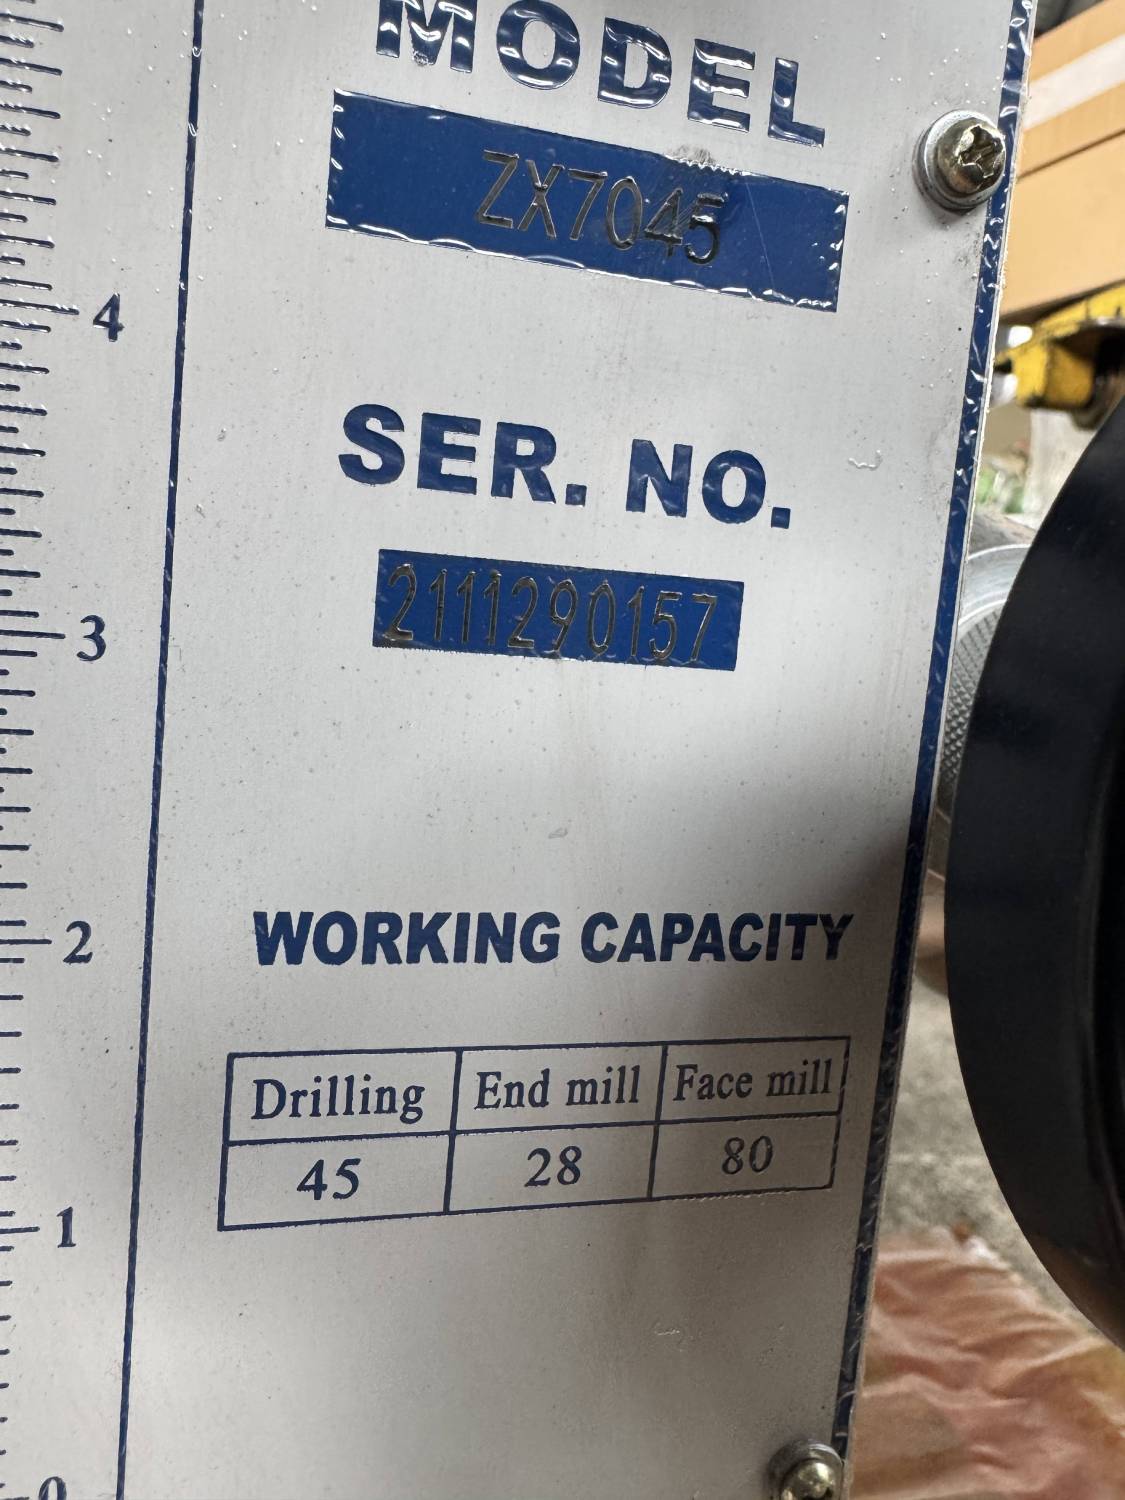 MODEL
ZX7045
4
SER. NO.
2111290157
3
WORKING CAPACITY
2
Drilling End mill Face mill
45 28 80
1
0